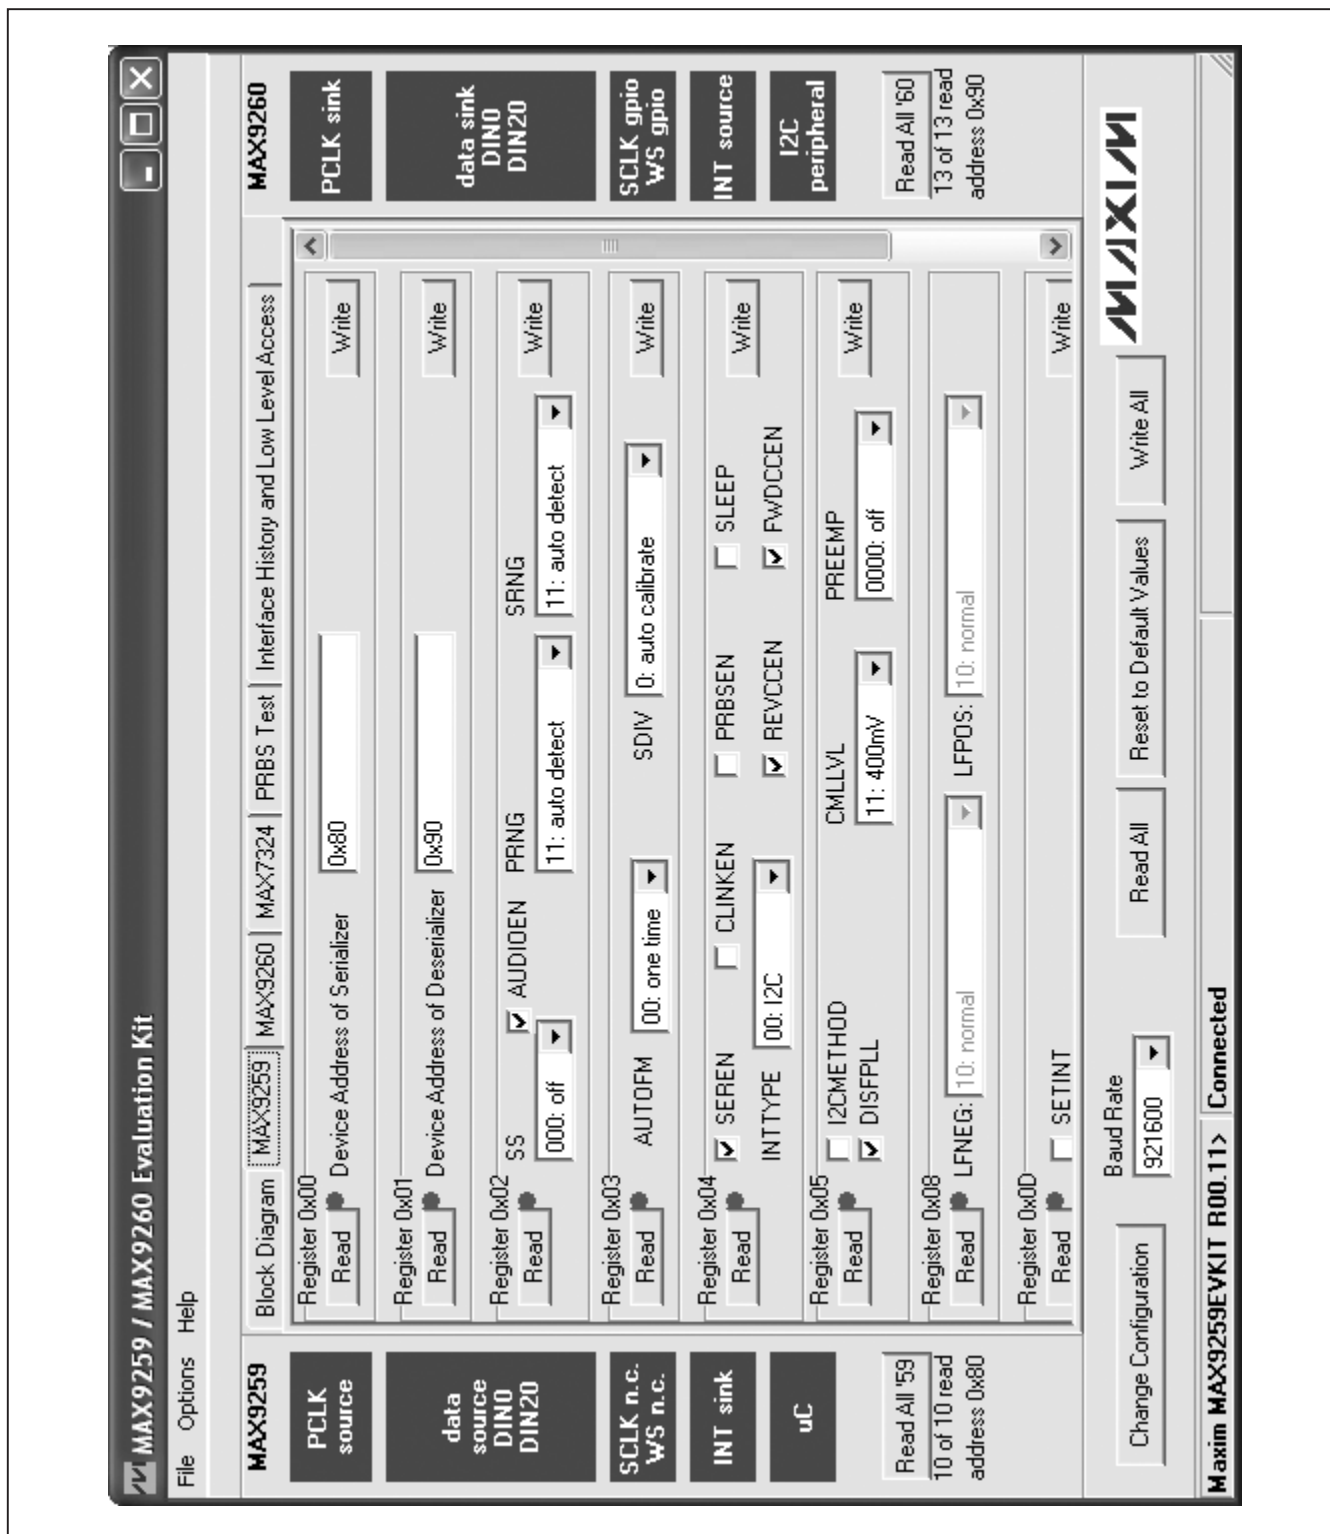 MAX9259 / MAX9260 Evaluation Kit
File Options Help
MAX9259
PCLK
source
data
source
DIN0
DIN20
SCLK n.c.
WS n.c.
INT sink
uC
Read All '59
10 of 10 read
address 0x80
Block Diagram MAX9259 MAX9260 MAX7324 PRBS Test Interface History and Low Level Access
Register 0x00
Read Device Address of Serializer 0x80 Write
Register 0x01
Read Device Address of Deserializer 0x90 Write
Register 0x02
SS AUDIOEN PRNG SRNG
Read 000: off 11: auto detect 11: auto detect Write
Register 0x03
Read AUTOFM 00: one time SDIV 0: auto calibrate Write
Register 0x04
SEREN CLINKEN PRBSEN SLEEP
Read Write
INTTYPE 00: I2C REVCCEN FWDCCEN
Register 0x05
I2CMETHOD CMLLVL PREEMP
Read DISFPLL 11: 400mV 0000: off Write
Register 0x08
Read LFNEG: 10: normal LFPOS: 10: normal
Register 0x0D
Read SETINT Write
MAX9260
PCLK sink
data sink
DIN0
DIN20
SCLK gpio
WS gpio
INT source
I2C
peripheral
Read All '60
13 of 13 read
address 0x90
Change Configuration
Baud Rate
921600
Read All Reset to Default Values Write All
MAXIM
Maxim MAX9259EVKIT R00.11> Connected